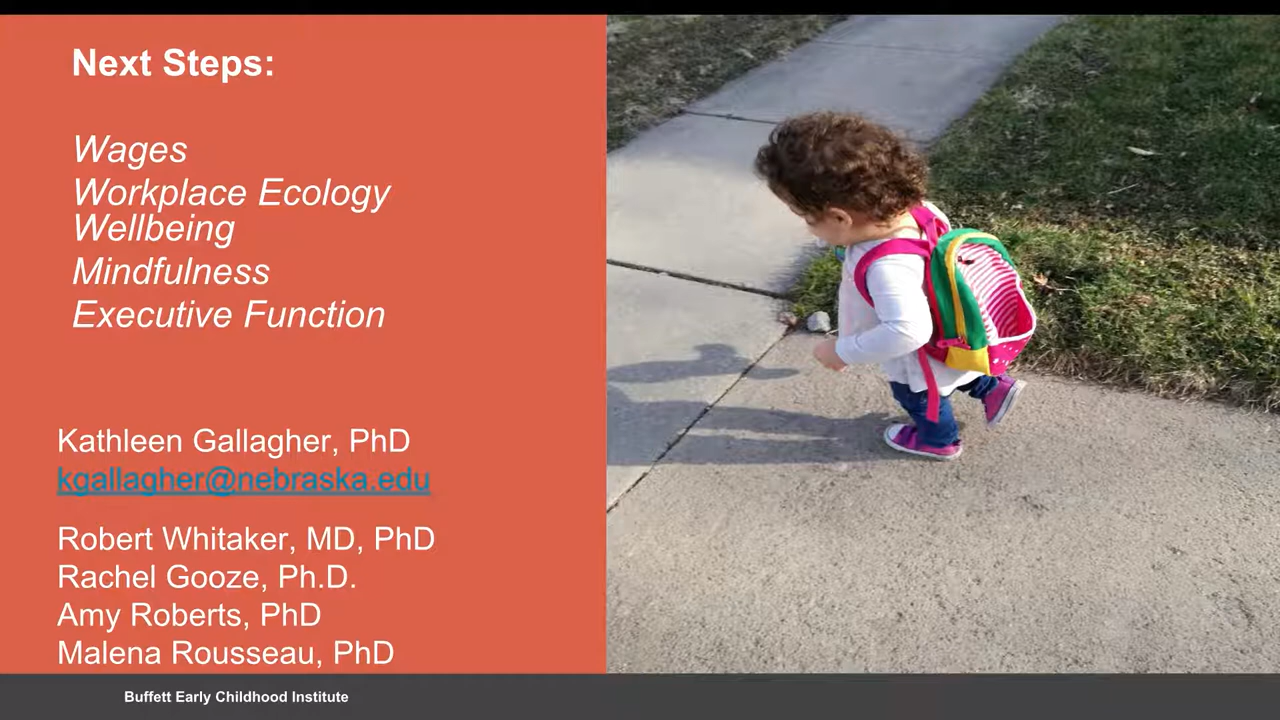 Next Steps:
Wages
Workplace Ecology
Wellbeing
Mindfulness
Executive Function
Kathleen Gallagher, PhD
kgallagher@nebraska.edu
Robert Whitaker, MD, PhD
Rachel Gooze, Ph.D.
Amy Roberts, PhD
Malena Rousseau, PhD
Buffett Early Childhood Institute